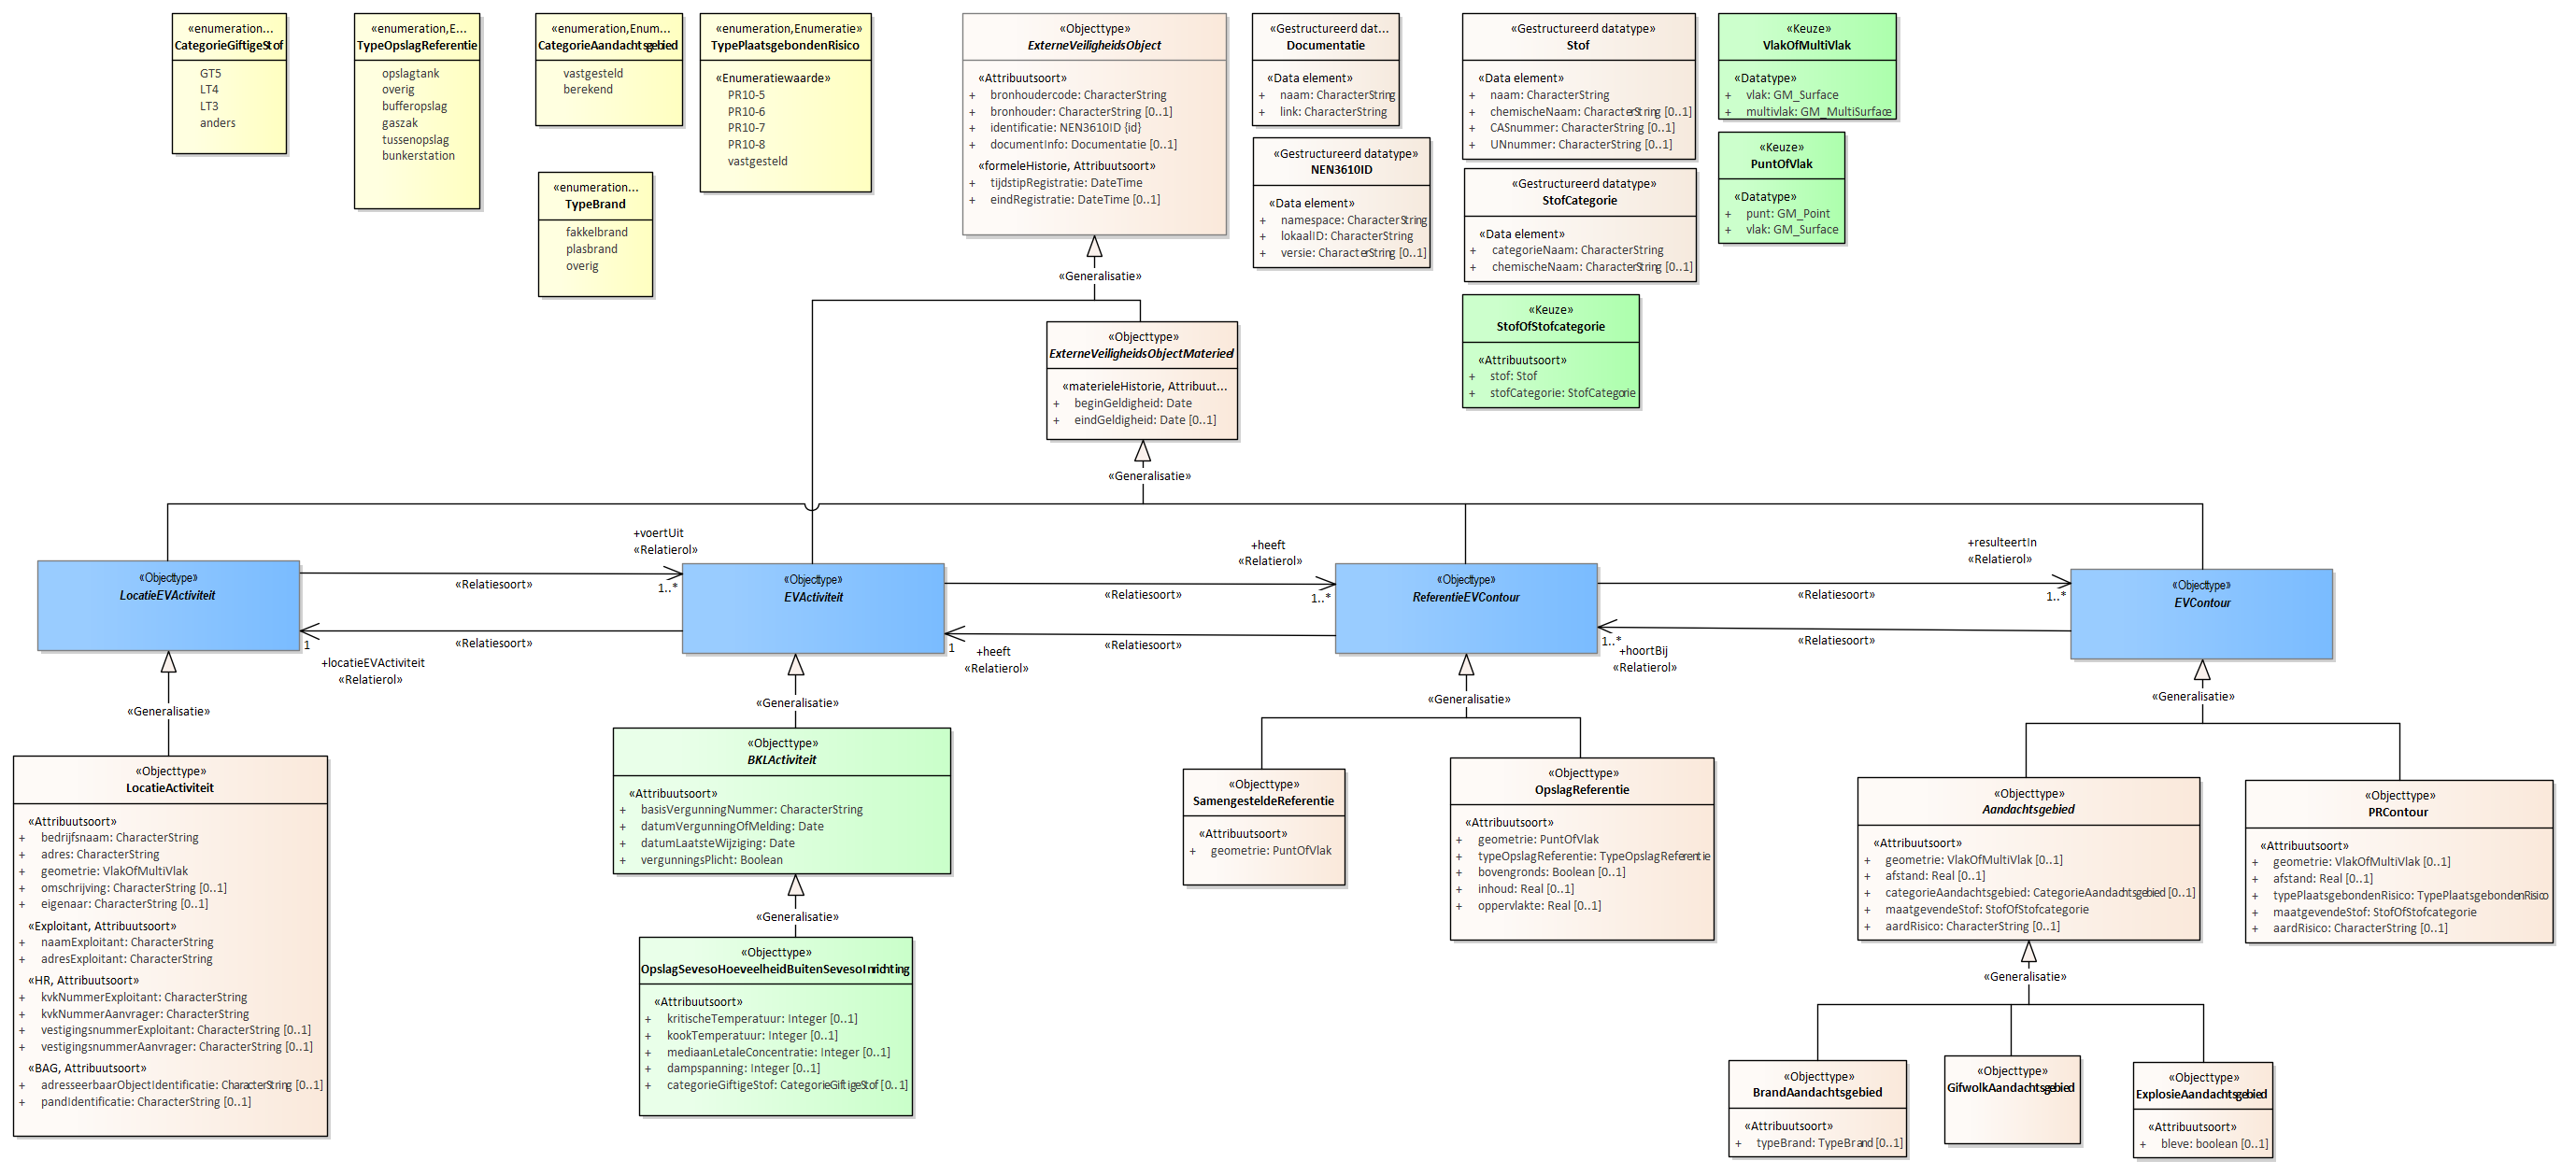 «enumeration...
CategorieGiftigeStof
GT5
LT4
LT3
anders
«enumeration,E...
TypeOpslagReferentie
opslagtank
overig
bufferopslag
gaszak
tussenopslag
bunkerstation
«enumeration,Enum...
CategorieAandachtsgebied
vastgesteld
berekend
«enumeration...
TypeBrand
fakkelbrand
plasbrand
overig
«enumeration,Enumeratie»
TypePlaatsgebondenRisico
«Enumeratiewaarde»
PR10-5
PR10-6
PR10-7
PR10-8
vastgesteld
«Objecttype»
ExterneVeiligheidsObject
«Attribuutsoort»
+ bronhoudercode: CharacterString
+ bronhouder: CharacterString [0..1]
+ identificatie: NEN3610ID {id}
+ documentInfo: Documentatie [0..1]
«formeleHistorie, Attribuutsoort»
+ tijdstipRegistratie: DateTime
+ eindRegistratie: DateTime [0..1]
«Gestructureerd dat...
Documentatie
«Data element»
+ naam: CharacterString
+ link: CharacterString
«Gestructureerd datatype»
NEN3610ID
«Data element»
+ namespace: CharacterString
+ lokaalID: CharacterString
+ versie: CharacterString [0..1]
«Gestructureerd datatype»
Stof
«Data element»
+ naam: CharacterString
+ chemischeNaam: CharacterString [0..1]
+ CASnummer: CharacterString [0..1]
+ UNnummer: CharacterString [0..1]
«Gestructureerd datatype»
StofCategorie
«Data element»
+ categorieNaam: CharacterString
+ chemischeNaam: CharacterString [0..1]
«Keuze»
StofOfStofcategorie
«Attribuutsoort»
+ stof: Stof
+ stofCategorie: StofCategorie
«Keuze»
VlakOfMultiVlak
«Datatype»
+ vlak: GM_Surface
+ multivlak: GM_MultiSurface
«Keuze»
PuntOfVlak
«Datatype»
+ punt: GM_Point
+ vlak: GM_Surface
«Generalisatie»
«Objecttype»
ExterneVeiligheidsObjectMaterieel
«materieleHistorie, Attribuut...
+ beginGeldigheid: Date
+ eindGeldigheid: Date [0..1]
«Generalisatie»
«Objecttype»
LocatieEVActiviteit
+voertUit
«Relatierol»
«Relatiesoort»
1..*
«Relatiesoort»
1
+locatieEVActiviteit
«Relatierol»
«Objecttype»
EVActiviteit
+heeft
«Relatierol»
«Relatiesoort»
1..*
«Relatiesoort»
1
+heeft
«Relatierol»
«Objecttype»
ReferentieEVContour
+resulteertIn
«Relatierol»
«Relatiesoort»
1..*
«Relatiesoort»
1..*
+hoortBij
«Relatierol»
«Objecttype»
EVContour
«Generalisatie»
«Objecttype»
LocatieActiviteit
«Attribuutsoort»
+ bedrijfsnaam: CharacterString
+ adres: CharacterString
+ geometrie: VlakOfMultiVlak
+ omschrijving: CharacterString [0..1]
+ eigenaar: CharacterString [0..1]
«Exploitant, Attribuutsoort»
+ naamExploitant: CharacterString
+ adresExploitant: CharacterString
«HR, Attribuutsoort»
+ kvkNummerExploitant: CharacterString
+ kvkNummerAanvrager: CharacterString
+ vestigingsnummerExploitant: CharacterString [0..1]
+ vestigingsnummerAanvrager: CharacterString [0..1]
«BAG, Attribuutsoort»
+ adresseerbaarObjectIdentificatie: CharacterString [0..1]
+ pandIdentificatie: CharacterString [0..1]
«Generalisatie»
«Objecttype»
BKLActiviteit
«Attribuutsoort»
+ basisVergunningNummer: CharacterString
+ datumVergunningOfMelding: Date
+ datumLaatsteWijziging: Date
+ vergunningsPlicht: Boolean
«Generalisatie»
«Objecttype»
OpslagSevesoHoeveelheidBuitenSevesoInrichting
«Attribuutsoort»
+ kritischeTemperatuur: Integer [0..1]
+ kookTemperatuur: Integer [0..1]
+ mediaanLetaleConcentratie: Integer [0..1]
+ dampspanning: Integer [0..1]
+ categorieGiftigeStof: CategorieGiftigeStof [0..1]
«Generalisatie»
«Objecttype»
SamengesteldeReferentie
«Attribuutsoort»
+ geometrie: PuntOfVlak
«Objecttype»
OpslagReferentie
«Attribuutsoort»
+ geometrie: PuntOfVlak
+ typeOpslagReferentie: TypeOpslagReferentie
+ bovengronds: Boolean [0..1]
+ inhoud: Real [0..1]
+ oppervlakte: Real [0..1]
«Generalisatie»
«Objecttype»
Aandachtsgebied
«Attribuutsoort»
+ geometrie: VlakOfMultiVlak [0..1]
+ afstand: Real [0..1]
+ categorieAandachtsgebied: CategorieAandachtsgebied [0..1]
+ maatgevendeStof: StofOfStofcategorie
+ aardRisico: CharacterString [0..1]
«Objecttype»
PRContour
«Attribuutsoort»
+ geometrie: VlakOfMultiVlak [0..1]
+ afstand: Real [0..1]
+ typePlaatsgebondenRisico: TypePlaatsgebondenRisico
+ maatgevendeStof: StofOfStofcategorie
+ aardRisico: CharacterString [0..1]
«Generalisatie»
«Objecttype»
BrandAandachtsgebied
«Attribuutsoort»
+ typeBrand: TypeBrand [0..1]
«Objecttype»
GifwolkAandachtsgebied
«Objecttype»
ExplosieAandachtsgebied
«Attribuutsoort»
+ bleve: boolean [0..1]